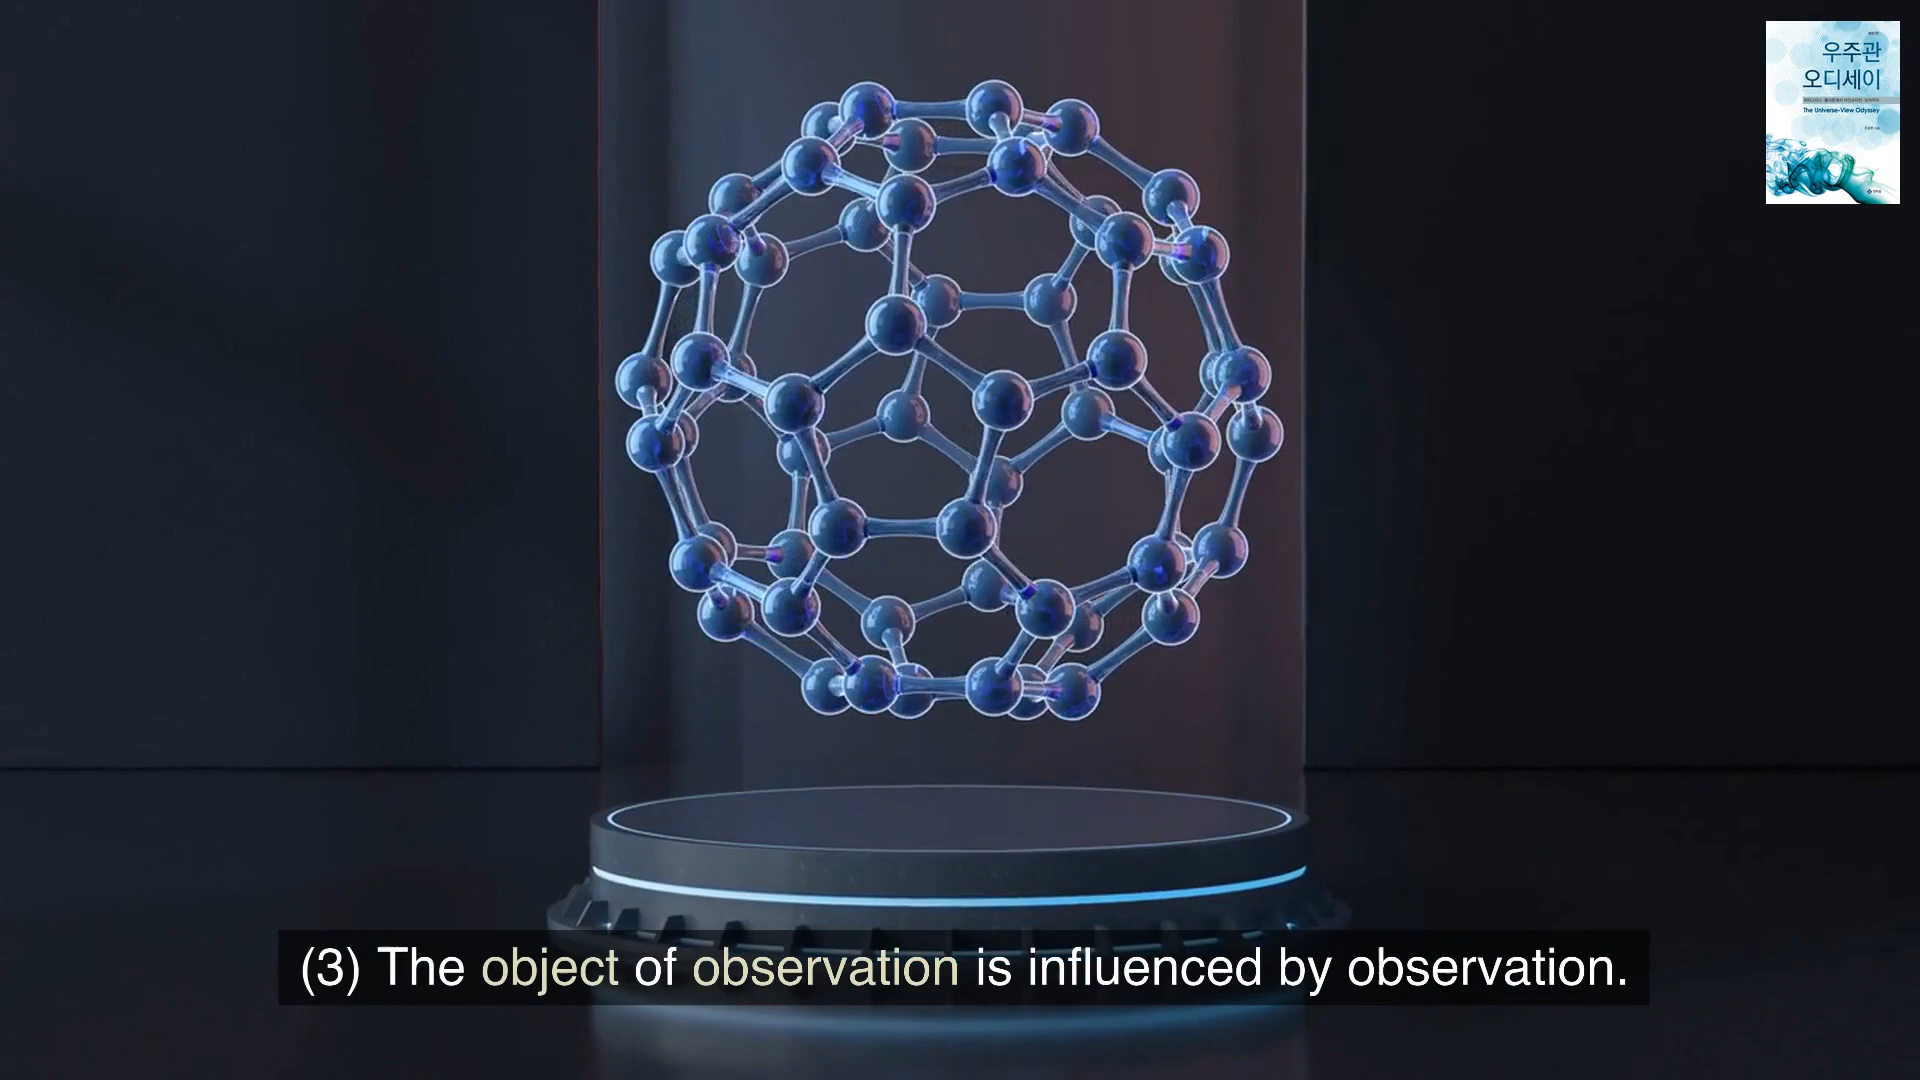 우주관
오디세이
The Universe-View Odyssey
(3) The object of observation is influenced by observation.